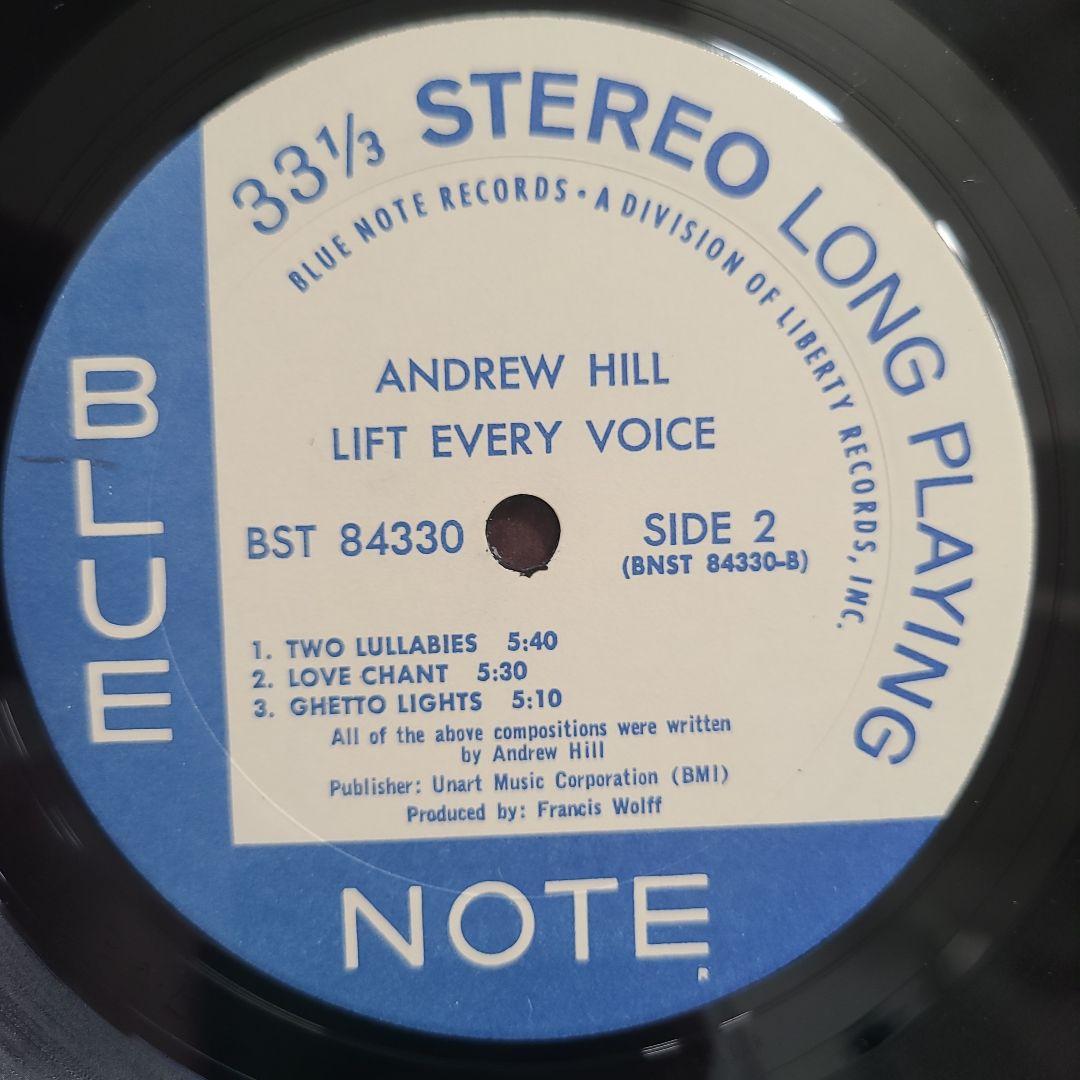 33⅓ STEREO LONG PLAYING
BLUE NOTE RECORDS · A DIVISION OF LIBERTY RECORDS, INC.
ANDREW HILL
LIFT EVERY VOICE
BST 84330
SIDE 2
(BNST 84330-B)
1. TWO LULLABIES 5:40
2. LOVE CHANT 5:30
3. GHETTO LIGHTS 5:10
All of the above compositions were written
by Andrew Hill
Publisher: Unart Music Corporation (BMI)
Produced by: Francis Wolff
BLUE
NOTE
R